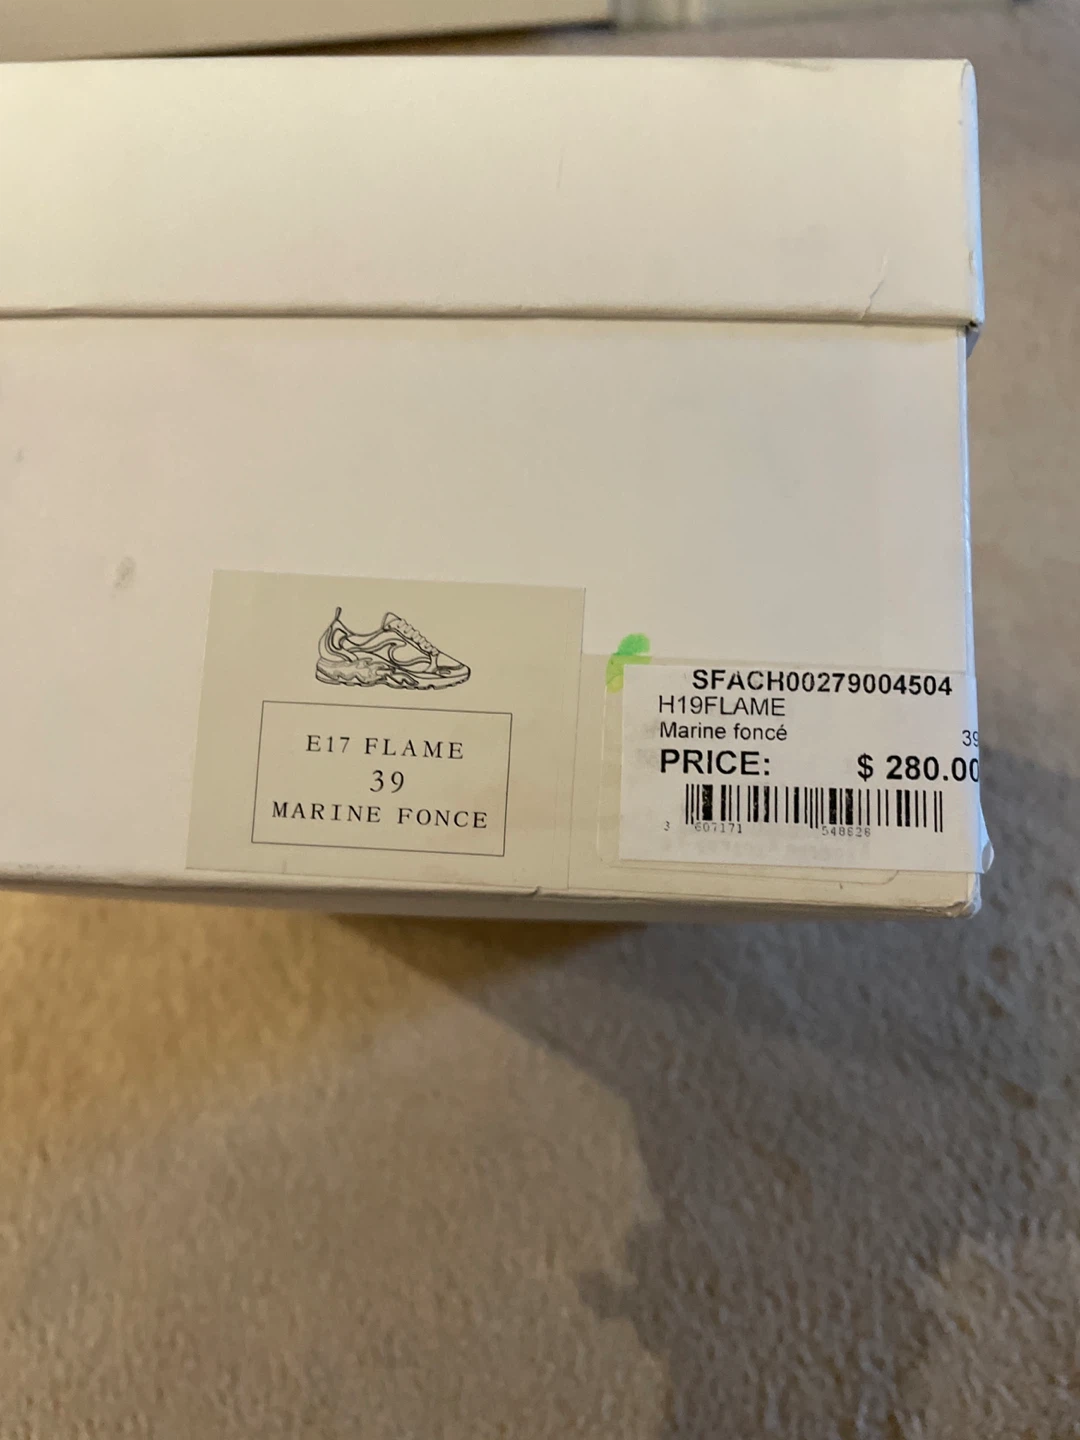 E17 FLAME
39
MARINE FONCE
SFACH00279004504
H19FLAME
Marine foncé 39
PRICE: $ 280.00
3 607171 548626